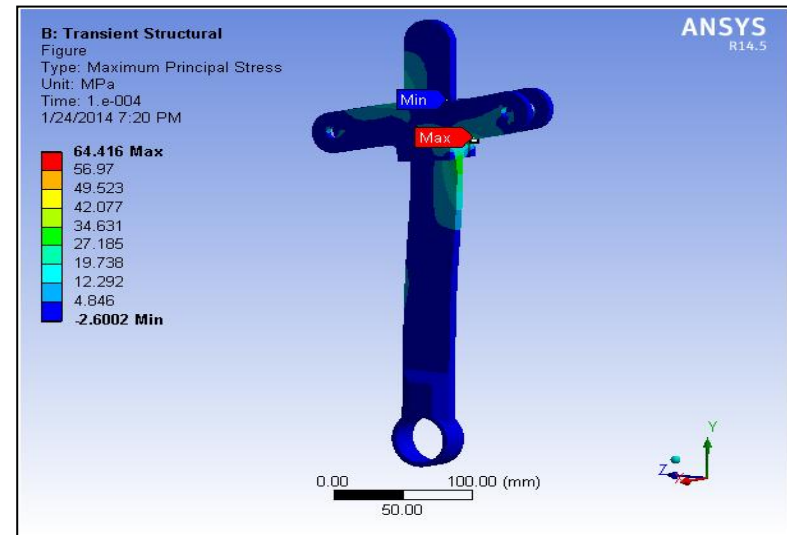 B: Transient Structural
Figure
Type: Maximum Principal Stress
Unit: MPa
Time: 1.e-004
1/24/2014 7:20 PM
ANSYS
R14.5
64.416 Max
56.97
49.523
42.077
34.631
27.185
19.738
12.292
4.846
-2.6002 Min
Min
Max
0.00 100.00 (mm)
50.00
Y
Z X